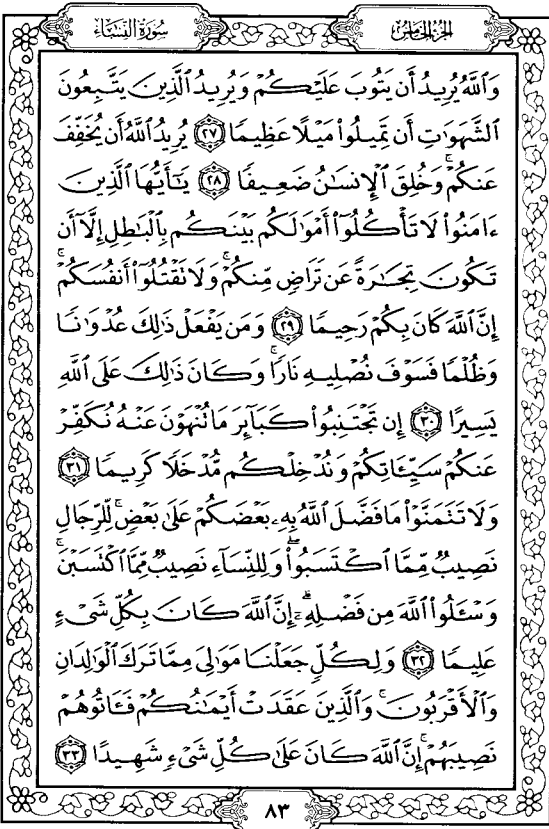 الجزء الخامس
سورة النساء
وَٱللَّهُ يُرِيدُ أَن يَتُوبَ عَلَيۡكُمۡ وَيُرِيدُ ٱلَّذِينَ يَتَّبِعُونَ
ٱلشَّهَوَٰتِ أَن تَمِيلُواْ مَيۡلًا عَظِيمٗا ٢٧ يُرِيدُ ٱللَّهُ أَن يُخَفِّفَ
عَنكُمۡۚ وَخُلِقَ ٱلۡإِنسَٰنُ ضَعِيفٗا ٢٨ يَٰٓأَيُّهَا ٱلَّذِينَ
ءَامَنُواْ لَا تَأۡكُلُوٓاْ أَمۡوَٰلَكُم بَيۡنَكُم بِٱلۡبَٰطِلِ إِلَّآ أَن
تَكُونَ تِجَٰرَةً عَن تَرَاضٖ مِّنكُمۡۚ وَلَا تَقۡتُلُوٓاْ أَنفُسَكُمۡۚ
إِنَّ ٱللَّهَ كَانَ بِكُمۡ رَحِيمٗا ٢٩ وَمَن يَفۡعَلۡ ذَٰلِكَ عُدۡوَٰنٗا
وَظُلۡمٗا فَسَوۡفَ نُصۡلِيهِ نَارٗاۚ وَكَانَ ذَٰلِكَ عَلَى ٱللَّهِ
يَسِيرًا ٣٠ إِن تَجۡتَنِبُواْ كَبَآئِرَ مَا تُنۡهَوۡنَ عَنۡهُ نُكَفِّرۡ
عَنكُمۡ سَيِّـَٔاتِكُمۡ وَنُدۡخِلۡكُم مُّدۡخَلٗا كَرِيمٗا ٣١
وَلَا تَتَمَنَّوۡاْ مَا فَضَّلَ ٱللَّهُ بِهِۦ بَعۡضَكُمۡ عَلَىٰ بَعۡضٖۚ لِّلرِّجَالِ
نَصِيبٞ مِّمَّا ٱكۡتَسَبُواْۖ وَلِلنِّسَآءِ نَصِيبٞ مِّمَّا ٱكۡتَسَبۡنَۚ
وَسۡـَٔلُواْ ٱللَّهَ مِن فَضۡلِهِۦٓۗ إِنَّ ٱللَّهَ كَانَ بِكُلِّ شَيۡءٍ
عَلِيمٗا ٣٢ وَلِكُلّٖ جَعَلۡنَا مَوَٰلِيَ مِمَّا تَرَكَ ٱلۡوَٰلِدَانِ
وَٱلۡأَقۡرَبُونَۚ وَٱلَّذِينَ عَقَدَتۡ أَيۡمَٰنُكُمۡ فَـَٔاتُوهُمۡ
نَصِيبَهُمۡۚ إِنَّ ٱللَّهَ كَانَ عَلَىٰ كُلِّ شَيۡءٖ شَهِيدًا ٣٣
٨٣